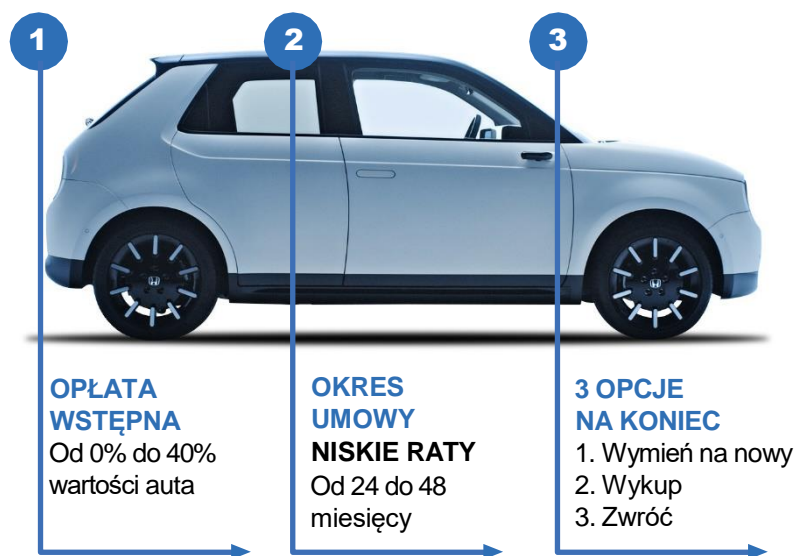 1
2
3
OPŁATA
WSTĘPNA
Od 0% do 40%
wartości auta
OKRES
UMOWY
NISKIE RATY
Od 24 do 48
miesięcy
3 OPCJE
NA KONIEC
1. Wymień na nowy
2. Wykup
3. Zwróć